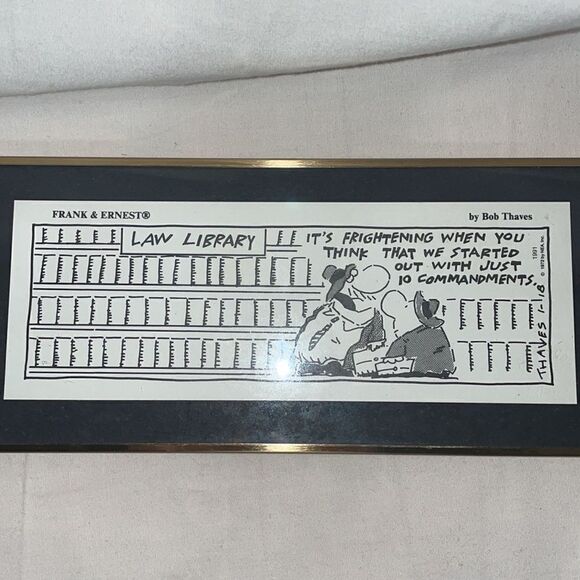 FRANK & ERNEST®
by Bob Thaves
LAW LIBRARY
IT'S FRIGHTENING WHEN YOU
THINK THAT WE STARTED
OUT WITH JUST
10 COMMANDMENTS.
THAVES 1-18